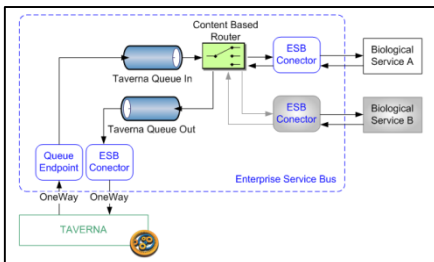 Content Based
Router
Taverna Queue In
ESB
Conector
Biological
Service A
Taverna Queue Out
ESB
Conector
Biological
Service B
Queue
Endpoint
ESB
Conector
Enterprise Service Bus
OneWay
OneWay
TAVERNA